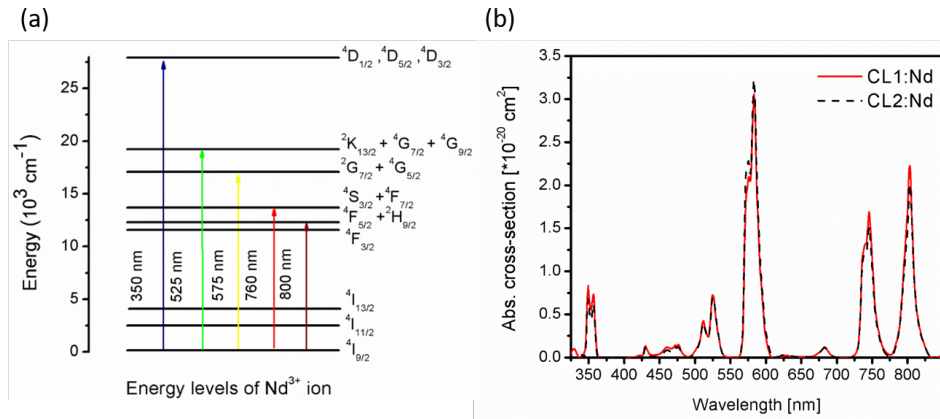 (a)
(b)
⁴D₁/₂ ,⁴D₅/₂ ,⁴D₃/₂
²K₁₃/₂ + ⁴G₇/₂ + ⁴G₉/₂
²G₇/₂ + ⁴G₅/₂
⁴S₃/₂ +⁴F₇/₂
⁴F₅/₂ +²H₉/₂
⁴F₃/₂
⁴I₁₃/₂
⁴I₁₁/₂
⁴I₉/₂
25
20
15
10
5
0
Energy (10³ cm⁻¹)
350 nm
525 nm
575 nm
760 nm
800 nm
Energy levels of Nd³⁺ ion
CL1:Nd
CL2:Nd
3.5
3.0
2.5
2.0
1.5
1.0
0.5
0.0
Abs. cross-section [*10⁻²⁰ cm²]
350 400 450 500 550 600 650 700 750 800
Wavelength [nm]